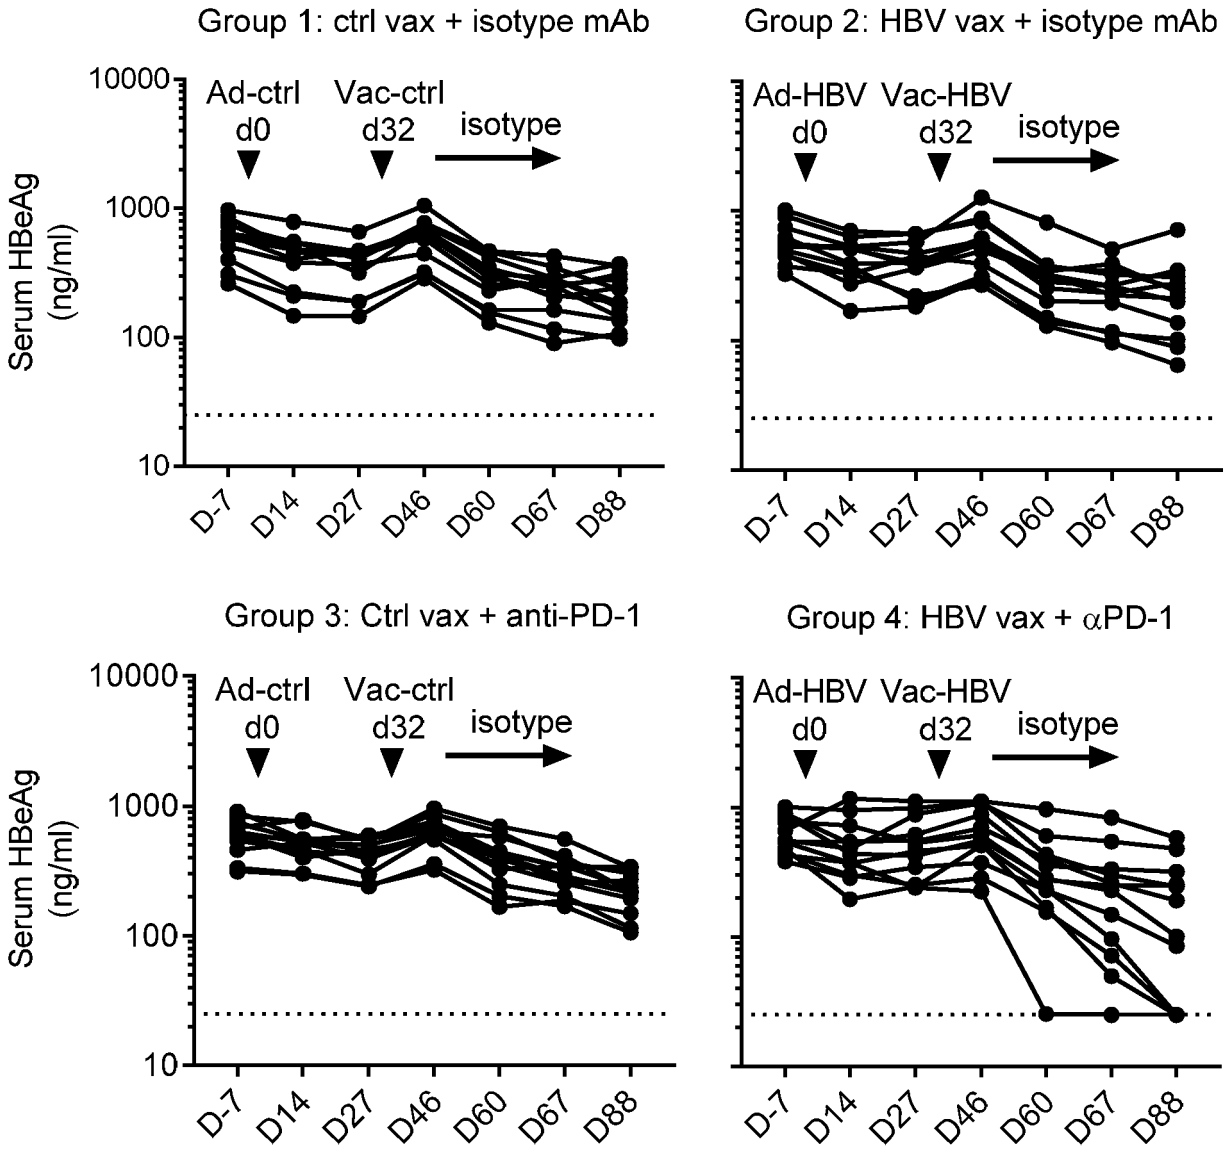 Group 1: ctrl vax + isotype mAb
Group 2: HBV vax + isotype mAb
10000
1000
100
10
Serum HBeAg
(ng/ml)
Ad-ctrl
d0
Vac-ctrl
d32
isotype
D-7
D14
D27
D46
D60
D67
D88
Ad-HBV
d0
Vac-HBV
d32
isotype
D-7
D14
D27
D46
D60
D67
D88
Group 3: Ctrl vax + anti-PD-1
Group 4: HBV vax + αPD-1
10000
1000
100
10
Serum HBeAg
(ng/ml)
Ad-ctrl
d0
Vac-ctrl
d32
isotype
D-7
D14
D27
D46
D60
D67
D88
Ad-HBV
d0
Vac-HBV
d32
isotype
D-7
D14
D27
D46
D60
D67
D88